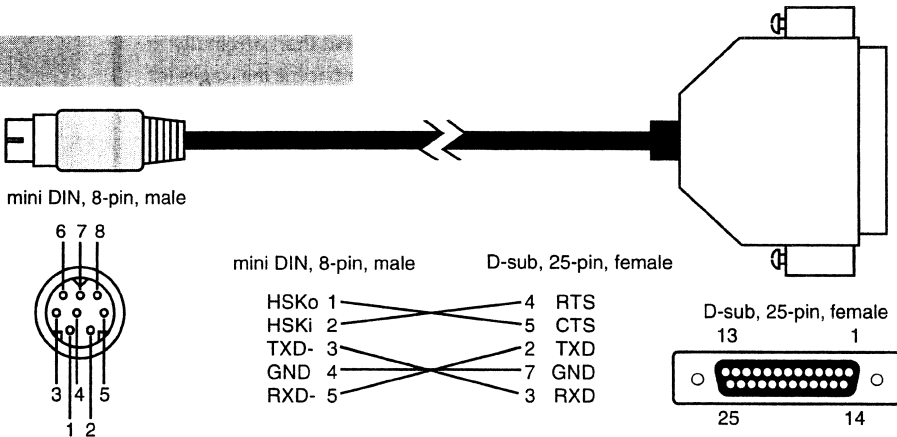 mini DIN, 8-pin, male
6 7 8
3 4 5
1 2
mini DIN, 8-pin, male D-sub, 25-pin, female
HSKo 1 4 RTS
HSKi 2 5 CTS
TXD- 3 2 TXD
GND 4 7 GND
RXD- 5 3 RXD
D-sub, 25-pin, female
13 1
25 14